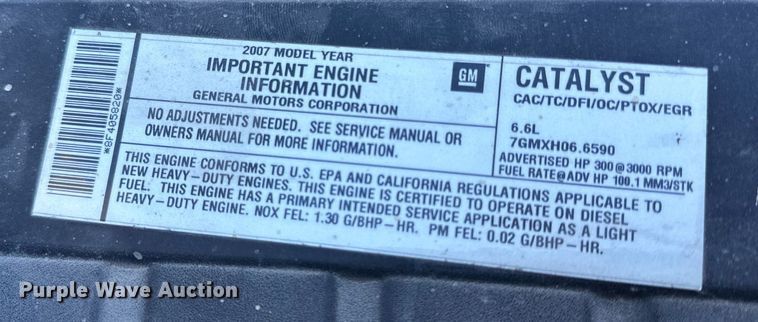 *8F405820*
2007 MODEL YEAR
IMPORTANT ENGINE
INFORMATION
GENERAL MOTORS CORPORATION
GM
NO ADJUSTMENTS NEEDED. SEE SERVICE MANUAL OR
OWNERS MANUAL FOR MORE INFORMATION.
CATALYST
CAC/TC/DFI/OC/PTOX/EGR
6.6L
7GMXH06.6590
ADVERTISED HP 300@3000 RPM
FUEL RATE@ADV HP 100.1 MM3/STK
THIS ENGINE CONFORMS TO U.S. EPA AND CALIFORNIA REGULATIONS APPLICABLE TO
NEW HEAVY-DUTY ENGINES. THIS ENGINE IS CERTIFIED TO OPERATE ON DIESEL
FUEL. THIS ENGINE HAS A PRIMARY INTENDED SERVICE APPLICATION AS A LIGHT
HEAVY-DUTY ENGINE. NOX FEL: 1.30 G/BHP-HR. PM FEL: 0.02 G/BHP-HR.
Purple Wave Auction